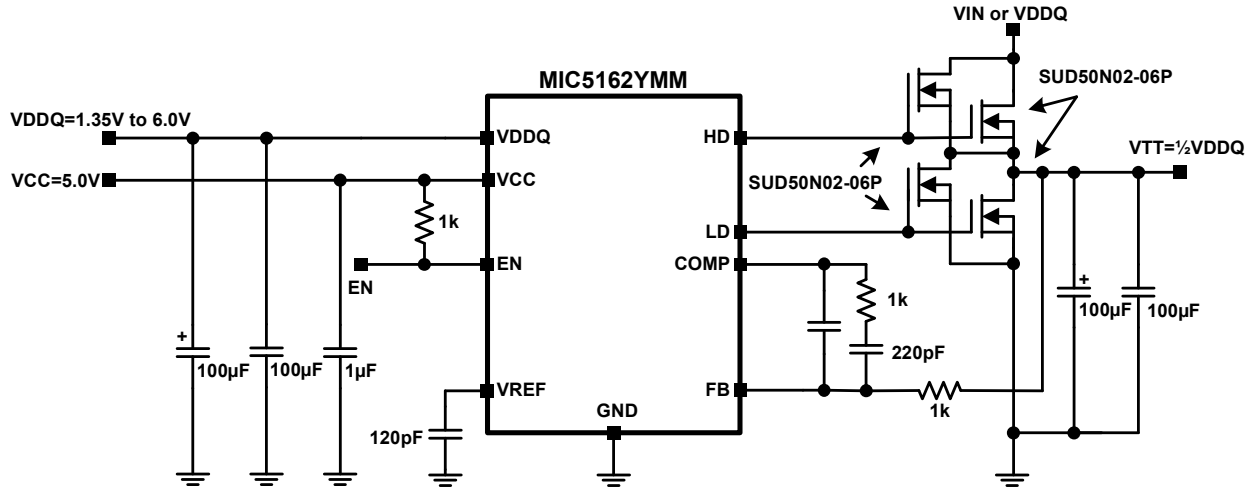 VIN or VDDQ
MIC5162YMM
SUD50N02-06P
VDDQ=1.35V to 6.0V
VDDQ
HD
VTT=½VDDQ
VCC=5.0V
VCC
SUD50N02-06P
1k
LD
EN
EN
COMP
1k
+
100µF
100µF
+
100µF
100µF
1µF
220pF
VREF
FB
GND
1k
120pF